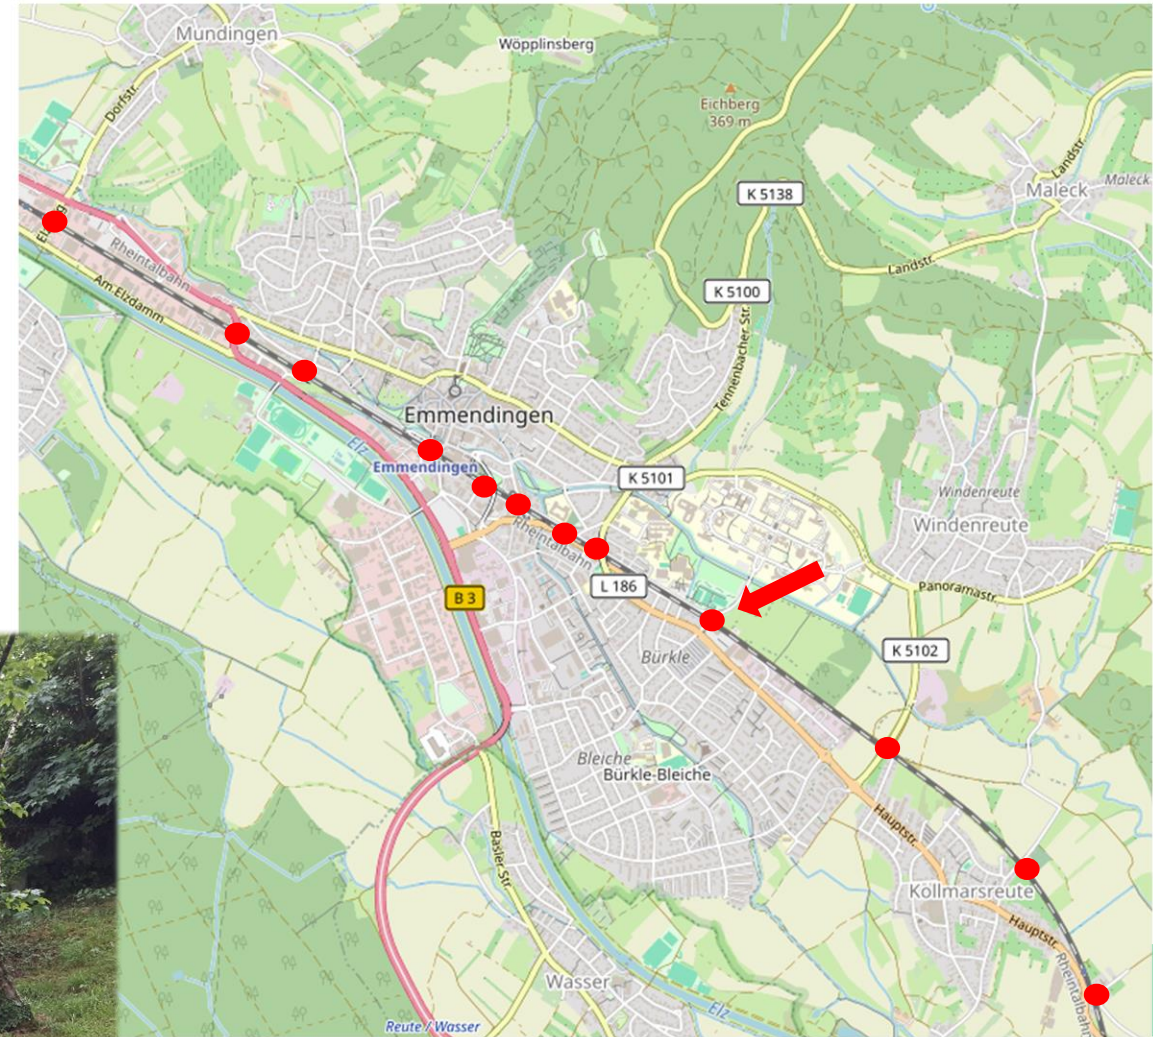 Mundingen
Wöpplinsberg
Eichberg
369 m
Dorfstr.
Landstr.
Maleck
Maleck
K 5138
Rheintalbahn
Landstr.
Am Elzdamm
K 5100
Tennenbacher Str.
Emmendingen
Elz
Emmendingen
K 5101
Windenreute
Windenreute
Rheintalbahn
L 186
B 3
Panoramastr.
K 5102
Bürkle
Bleiche
Bürkle-Bleiche
Hauptstr.
Basler Str.
Kollmarsreute
Hauptstr.
Rheintalbahn
Wasser
Elz
Reute / Wasser